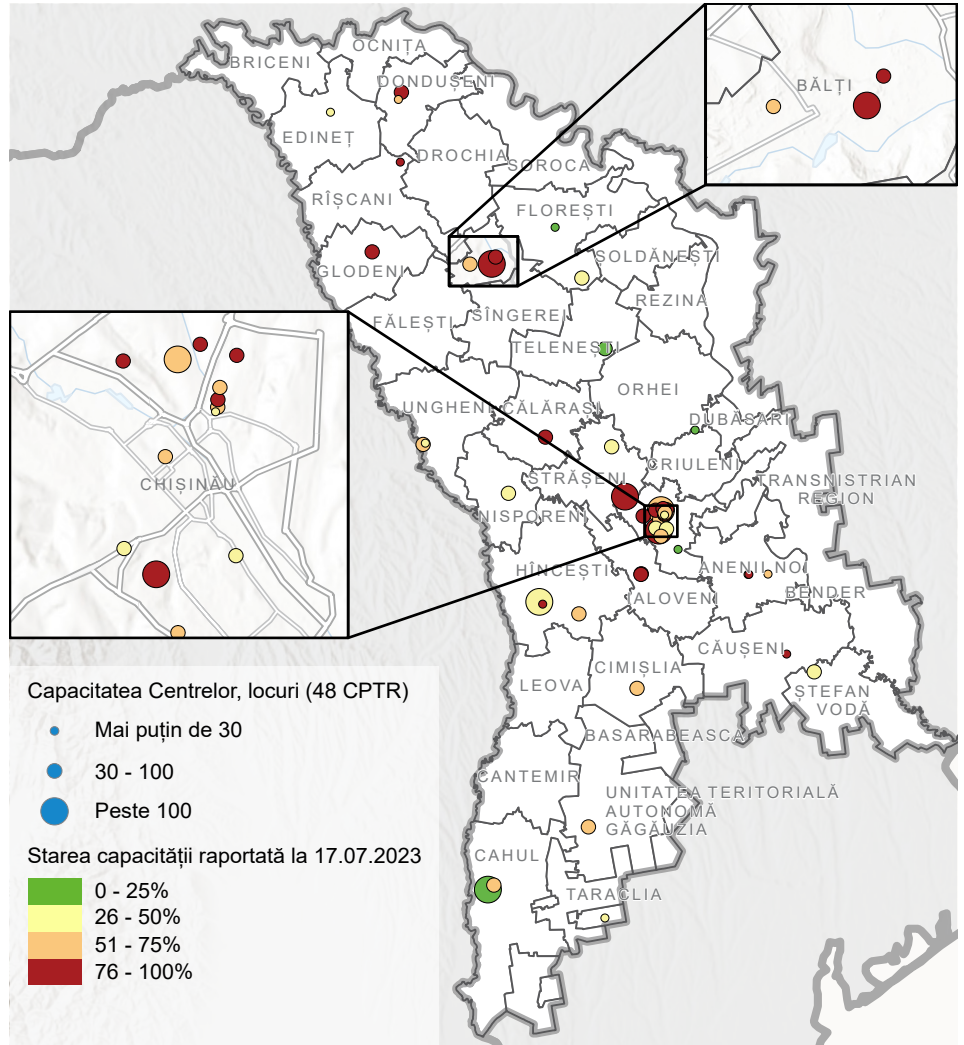 OCNIȚA
BRICENI
DONDUȘENI
EDINEȚ
DROCHIA
SOROCA
RÎȘCANI
FLOREȘTI
BĂLȚI
GLODENI
SOLDĂNEȘTI
REZINA
FĂLEȘTI
SÎNGEREI
TELENEȘTI
ORHEI
UNGHENI
CĂLĂRAȘI
DUBĂSARI
CRIULENI
STRĂȘENI
TRANSNISTRIAN
REGION
CHIȘINĂU
NISPORENI
HÎNCEȘTI
ANENII NOI
IALOVENI
BENDER
CĂUȘENI
CIMIȘLIA
LEOVA
ȘTEFAN
VODĂ
BASARABEASCA
CANTEMIR
UNITATEA TERITORIALĂ
AUTONOMĂ
GĂGĂUZIA
CAHUL
TARACLIA
Capacitatea Centrelor, locuri (48 CPTR)
Mai puțin de 30
30 - 100
Peste 100
Starea capacității raportată la 17.07.2023
0 - 25%
26 - 50%
51 - 75%
76 - 100%